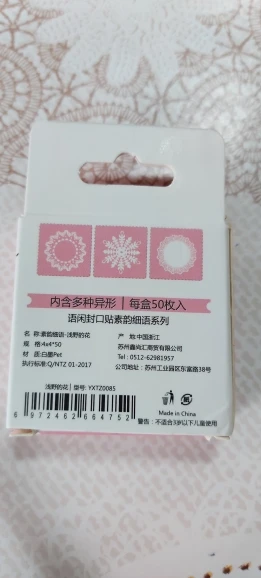 内含多种异形 | 每盒50枚入
语闲封口贴素韵细语系列
名 称:素韵细语-浅野的花
规 格:4x4*50
材 质:白墨Pet
执行标准:Q/NTZ 01-2017
产 地:中国浙江
苏州鑫尚汇商贸有限公司
Tel : 0512-62981957
公司地址: 苏州工业园区东富路38号
浅野的花 | 型号: YXTZ0085
6 972462 664752
Made in China
警告: 不适合3岁以下儿童使用